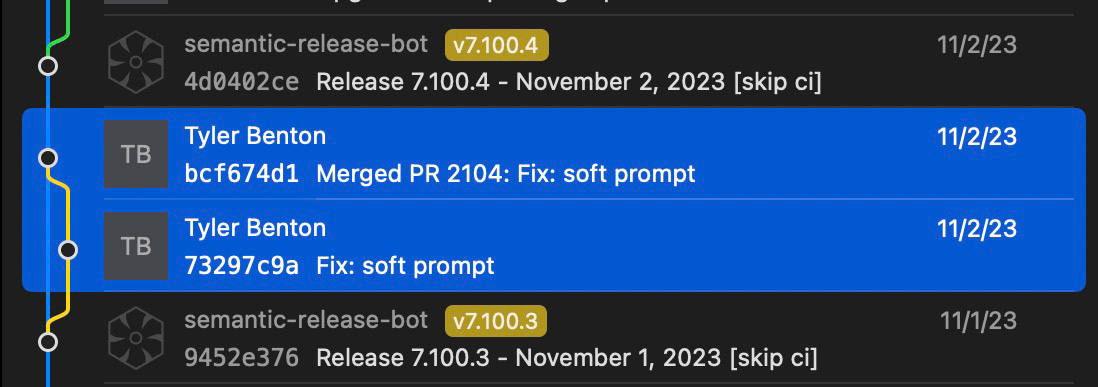 semantic-release-bot v7.100.4 11/2/23
4d0402ce Release 7.100.4 - November 2, 2023 [skip ci]
TB Tyler Benton 11/2/23
bcf674d1 Merged PR 2104: Fix: soft prompt
TB Tyler Benton 11/2/23
73297c9a Fix: soft prompt
semantic-release-bot v7.100.3 11/1/23
9452e376 Release 7.100.3 - November 1, 2023 [skip ci]